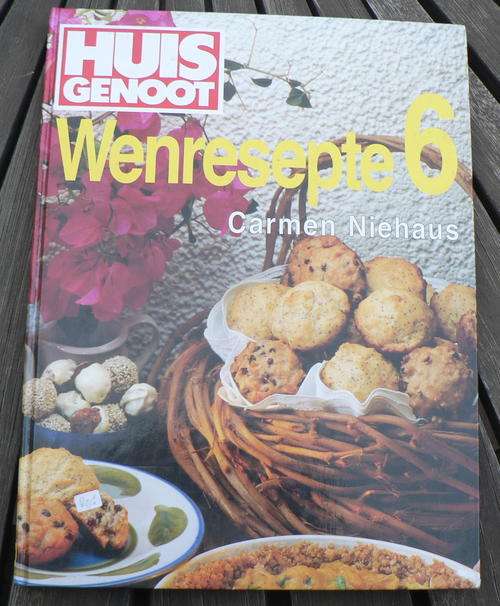 HUIS
GENOOT
Wenresepte 6
Carmen Niehaus